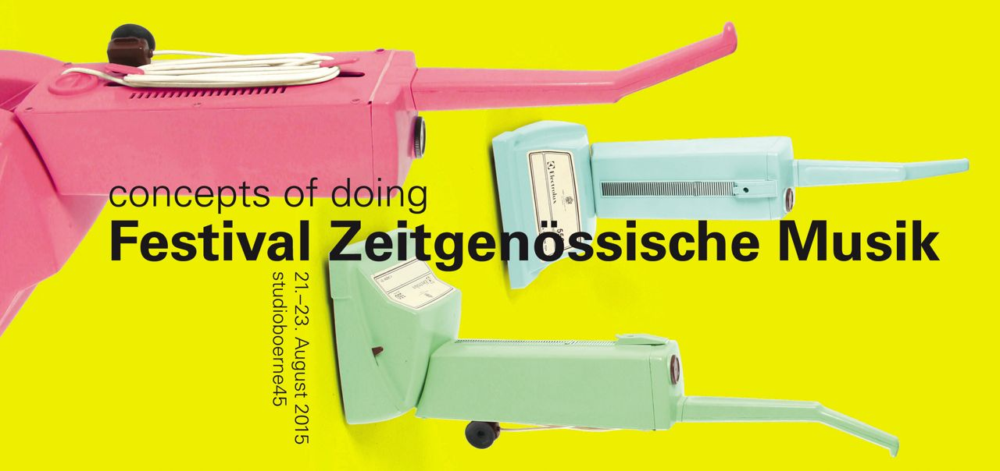 concepts of doing
Festival Zeitgenössische Musik
21.–23. August 2015
studioboerne45
Electrolux